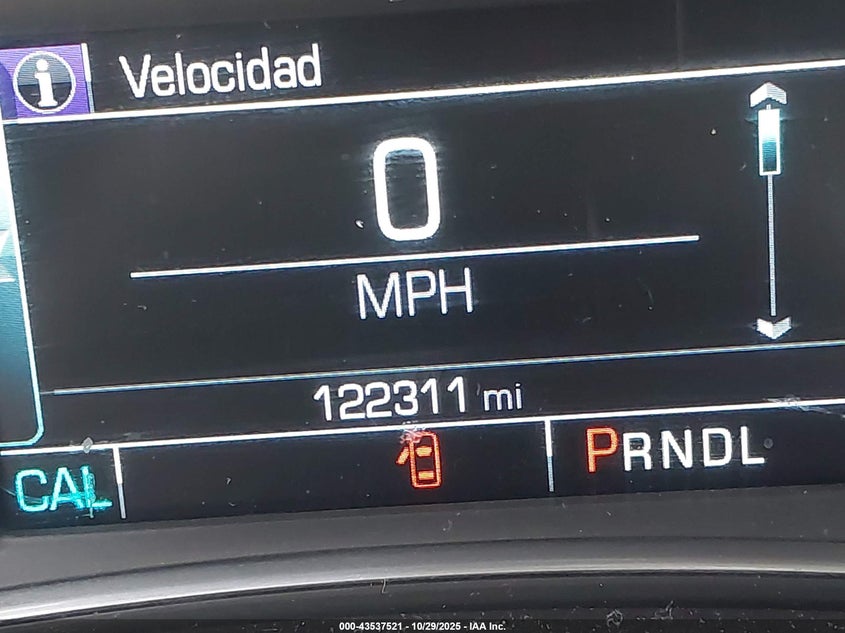 i Velocidad
0
MPH
122311 mi
CAL PRNDL
000-43537521 - 10/29/2025 - IAA Inc.